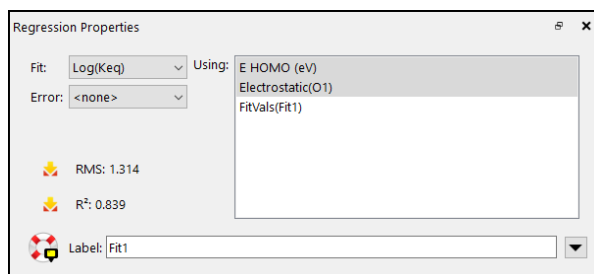 Regression Properties
Fit: Log(Keq) Using: E HOMO (eV)
Electrostatic(O1)
Error: <none>
FitVals(Fit1)
RMS: 1.314
R²: 0.839
Label: Fit1